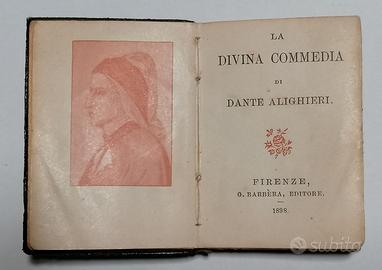 LA
DIVINA COMMEDIA
DI
DANTE ALIGHIERI.
FIRENZE,
G. BARBÈRA, EDITORE.
1898
subito